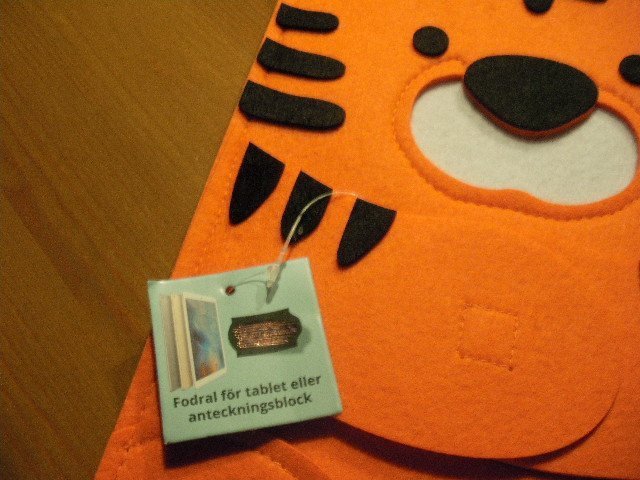 Fodral för tablet eller
anteckningsblock